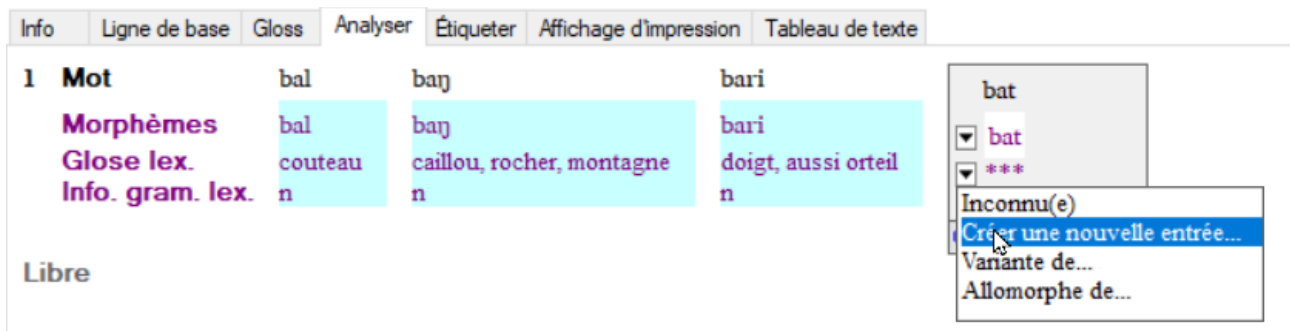 Info Ligne de base Gloss Analyser Étiqueter Affichage d'impression Tableau de texte
1 Mot bal baŋ bari bat
Morphèmes bal baŋ bari bat
Glose lex. couteau caillou, rocher, montagne doigt, aussi orteil ***
Info. gram. lex. n n n
Inconnu(e)
Créer une nouvelle entrée...
Variante de...
Allomorphe de...
Libre